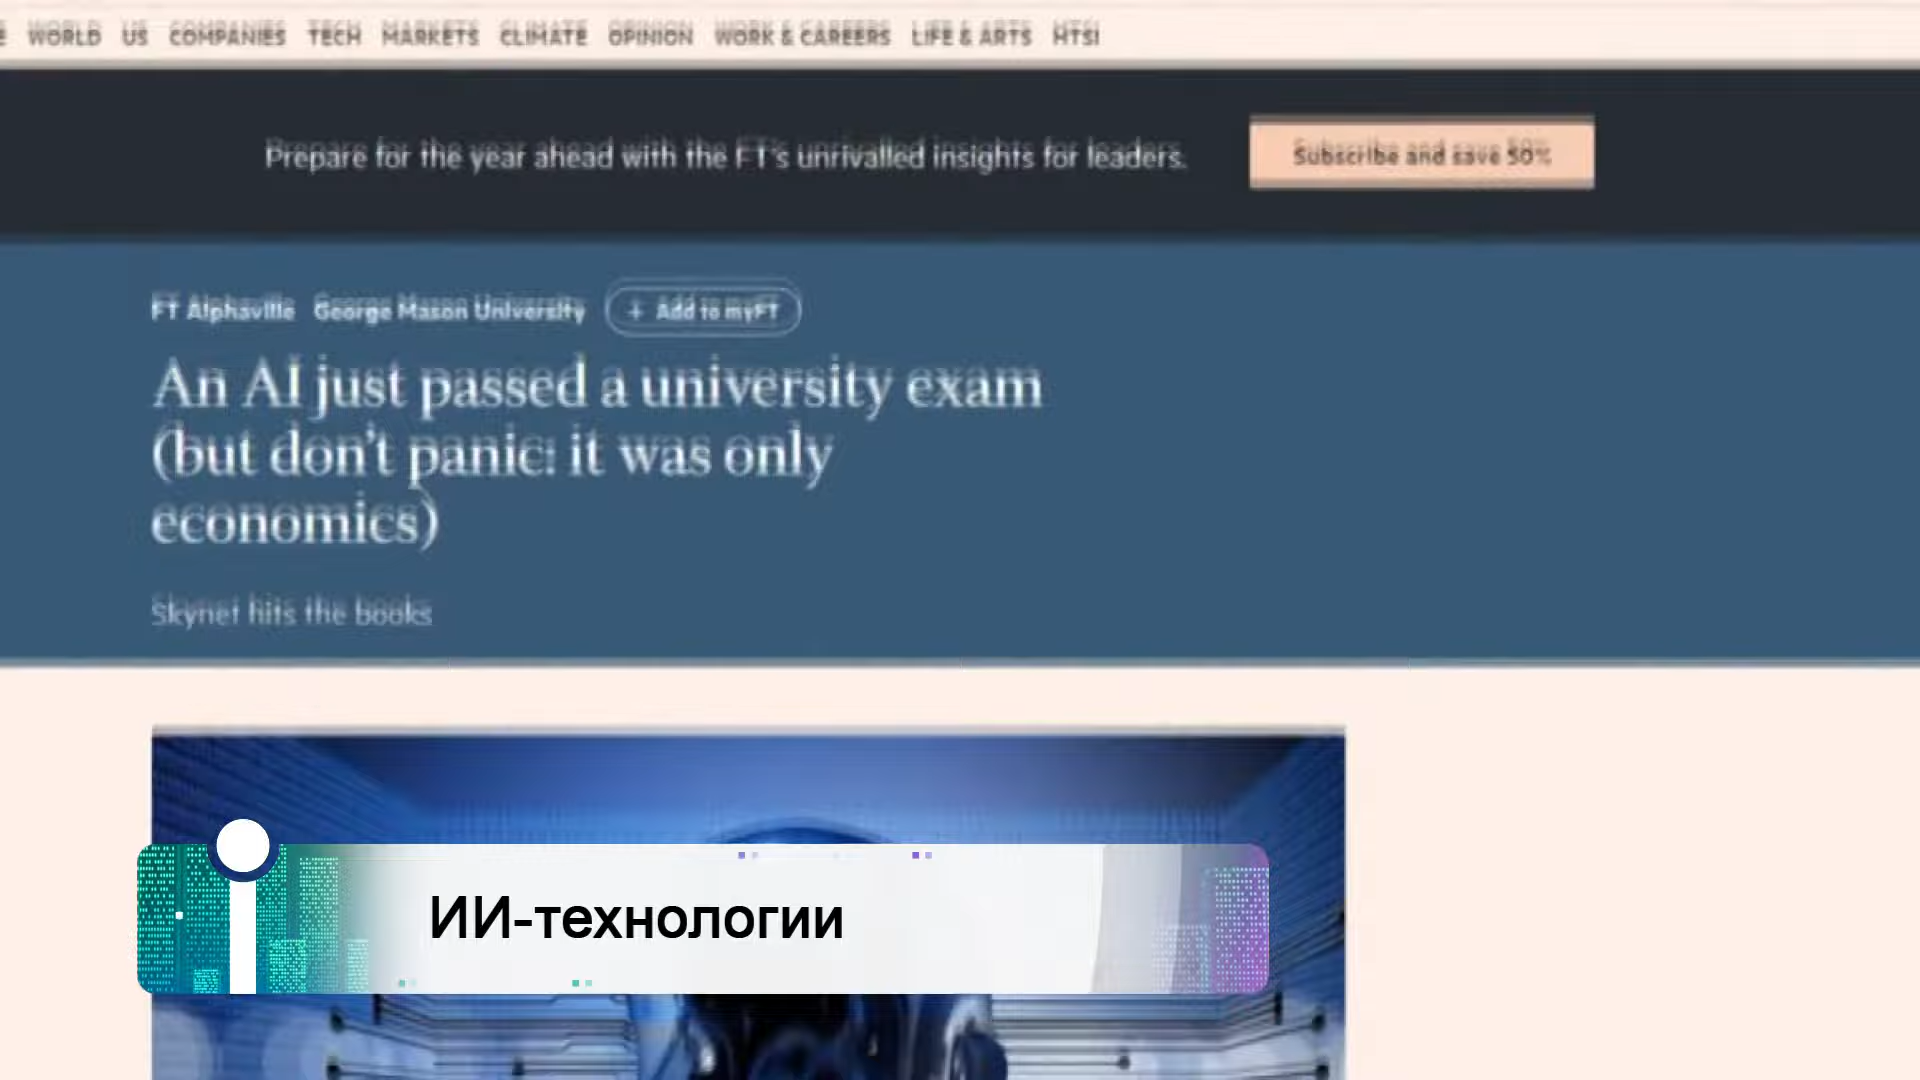 WORLD US COMPANIES TECH MARKETS CLIMATE OPINION WORK & CAREERS LIFE & ARTS HTSI
Prepare for the year ahead with the FT's unrivalled insights for leaders.
Subscribe and save 50%
FT Alphaville George Mason University + Add to myFT
An AI just passed a university exam
(but don't panic: it was only
economics)
Skynet hits the books
ИИ-технологии